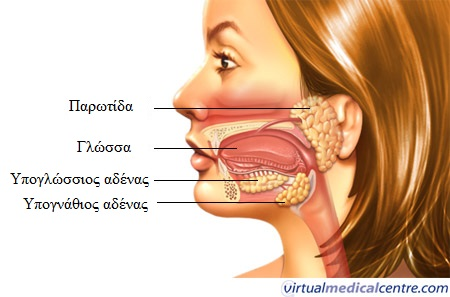 Παρωτίδα
Γλώσσα
Υπογλώσσιος αδένας
Υπογνάθιος αδένας
virtualmedicalcentre.com